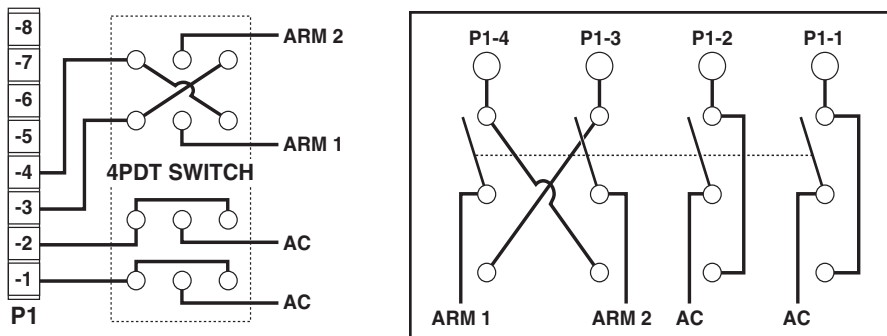 -8
-7
-6
-5
-4
-3
-2
-1
P1
ARM 2
ARM 1
4PDT SWITCH
AC
AC
P1-4 P1-3 P1-2 P1-1
ARM 1 ARM 2 AC AC